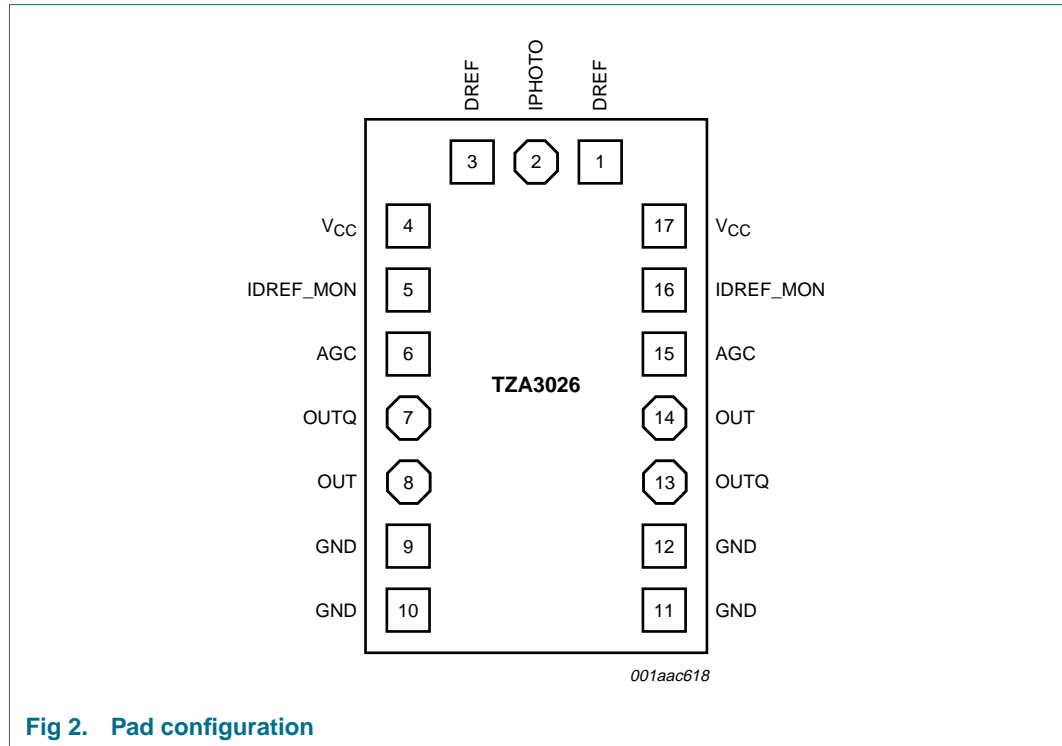 DREF
IPHOTO
DREF
3 2 1
VCC 4 17 VCC
IDREF_MON 5 16 IDREF_MON
AGC 6 15 AGC
TZA3026
OUTQ 7 14 OUT
OUT 8 13 OUTQ
GND 9 12 GND
GND 10 11 GND
001aac618
Fig 2. Pad configuration